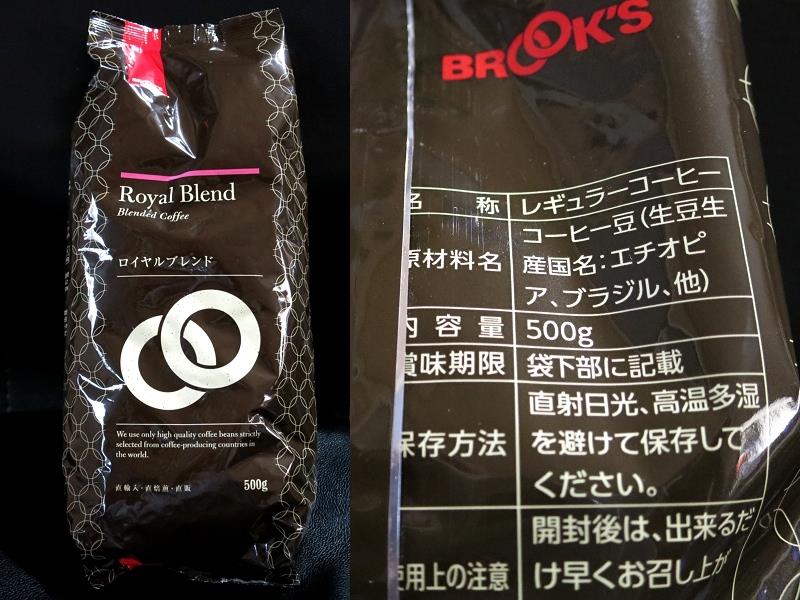 Royal Blend
Blended Coffee
ロイヤルブレンド
We use only high quality coffee beans strictly
selected from coffee-producing countries in
the world.
直輸入・直焙煎・直販
500g
BROOK'S
名 称 レギュラーコーヒー
原材料名 コーヒー豆(生豆生
産国名:エチオピ
ア、ブラジル、他)
内容量 500g
賞味期限 袋下部に記載
保存方法 直射日光、高温多湿
を避けて保存して
ください。
使用上の注意 開封後は、出来るだ
け早くお召し上が